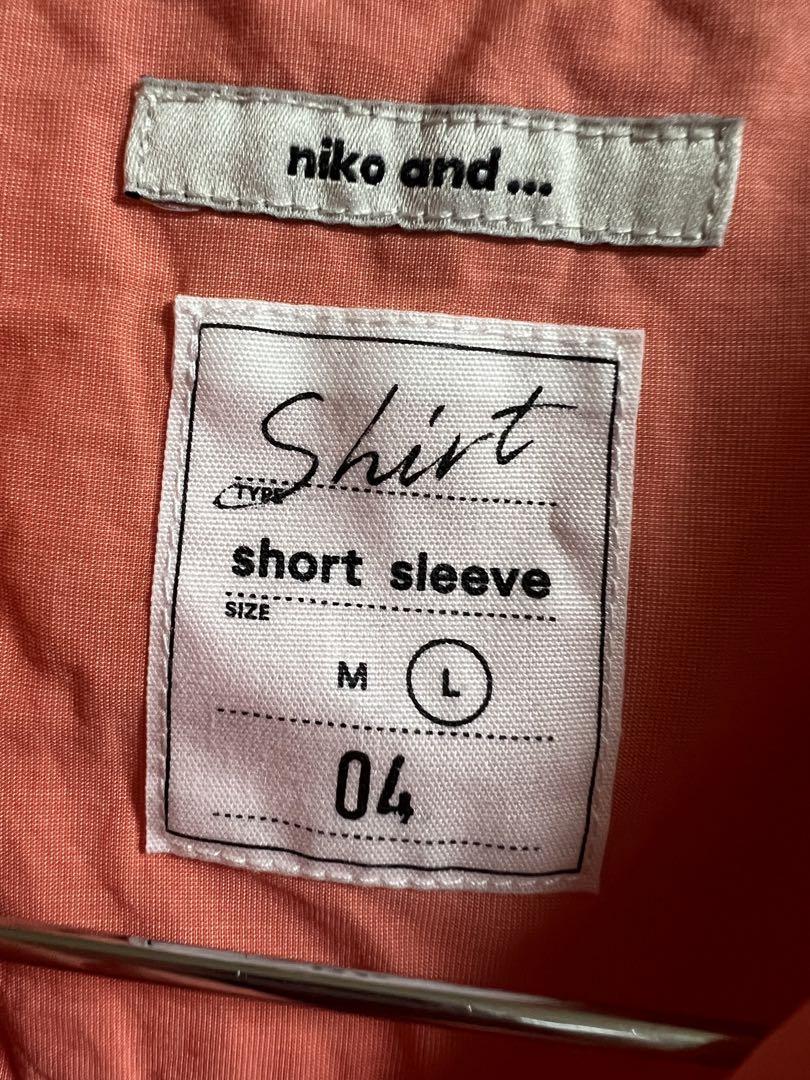 niko and...
Shirt
TYPE
short sleeve
SIZE
M L
04